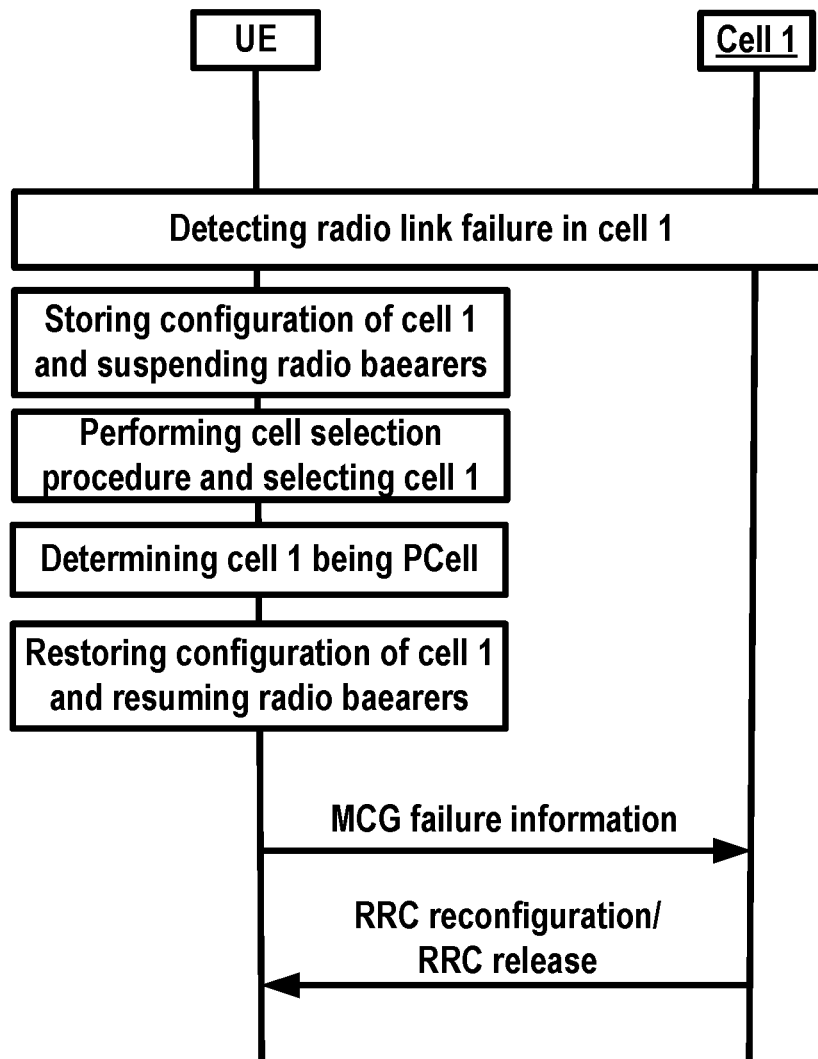 UE
Cell 1
Detecting radio link failure in cell 1
Storing configuration of cell 1
and suspending radio baearers
Performing cell selection
procedure and selecting cell 1
Determining cell 1 being PCell
Restoring configuration of cell 1
and resuming radio baearers
MCG failure information
RRC reconfiguration/
RRC release